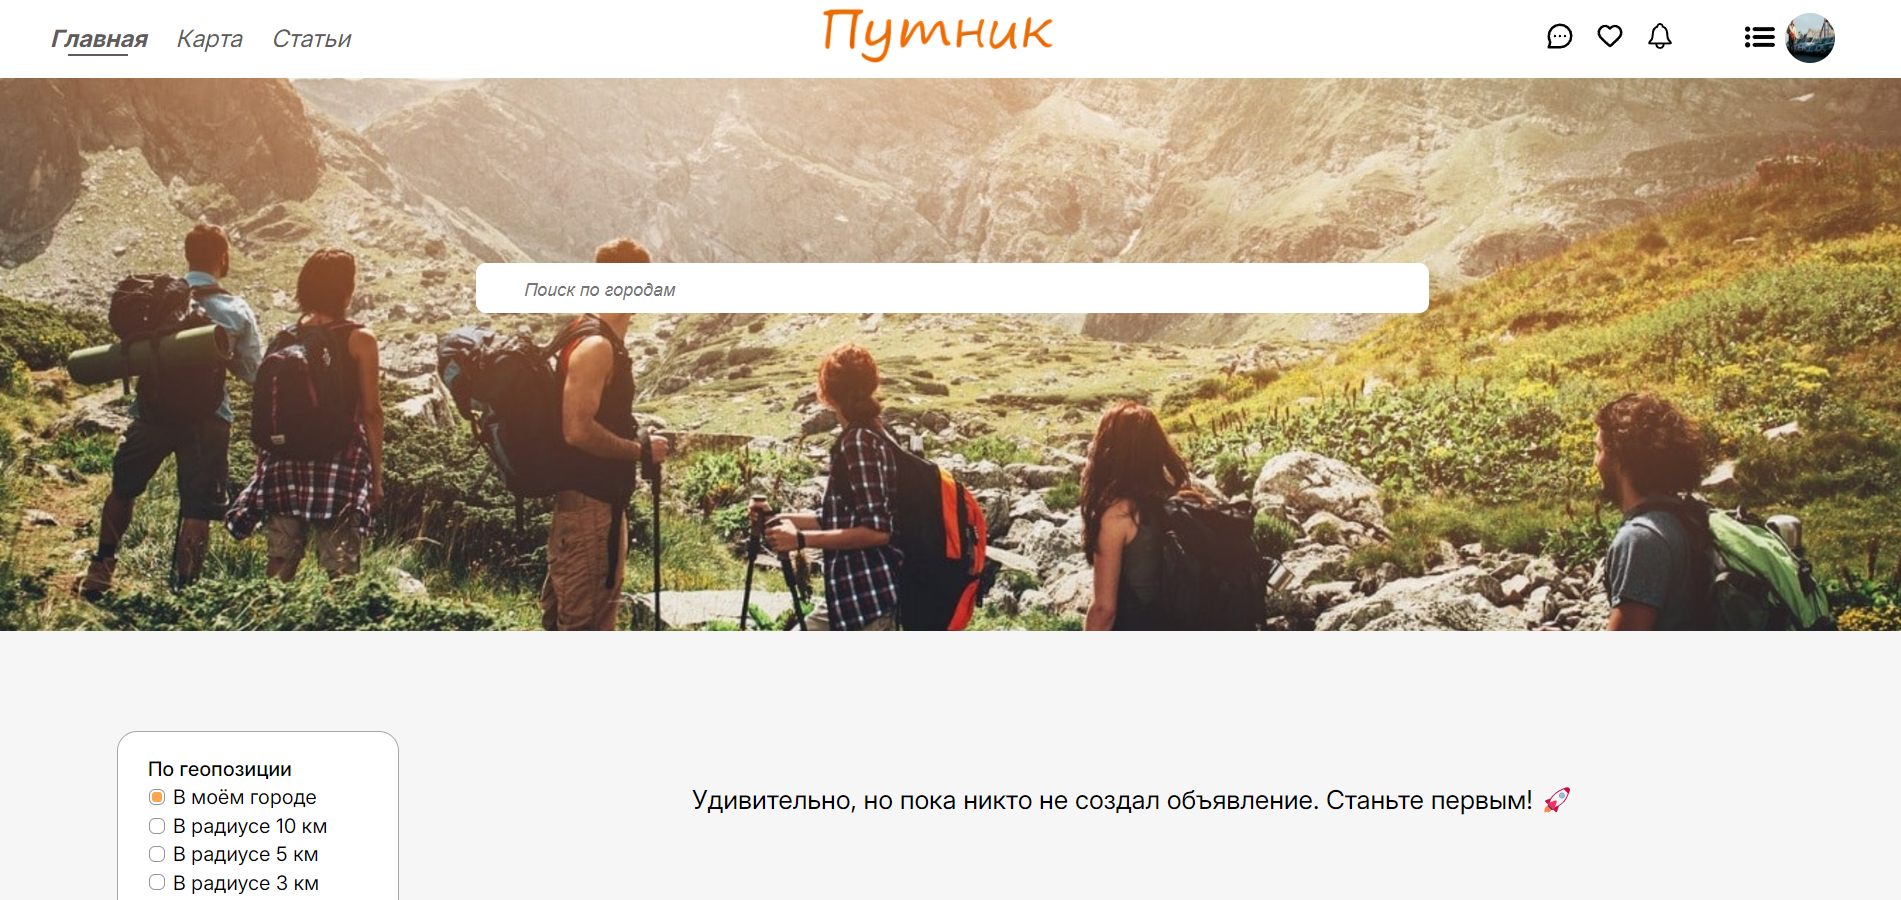 Главная Карта Статьи
Путник
Поиск по городам
По геопозиции
В моём городе
В радиусе 10 км
В радиусе 5 км
В радиусе 3 км
Удивительно, но пока никто не создал объявление. Станьте первым! 🚀